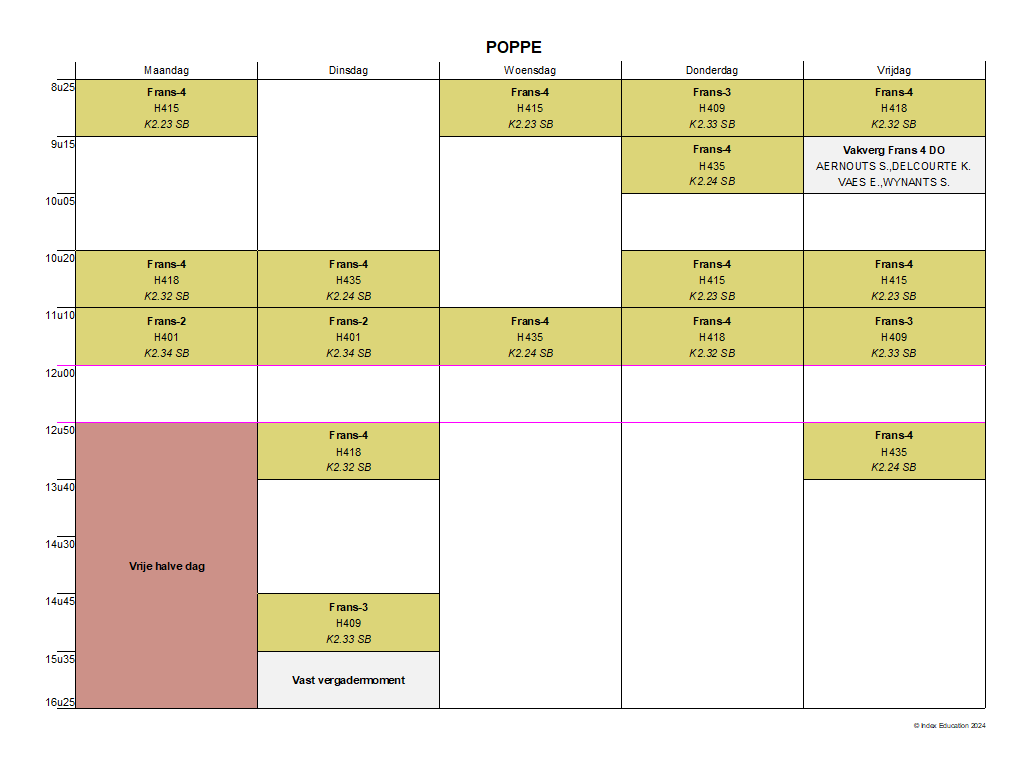 POPPE
Maandag Dinsdag Woensdag Donderdag Vrijdag
8u25
Frans-4 Frans-4 Frans-3 Frans-4
H415 H415 H409 H418
K2.23 SB K2.23 SB K2.33 SB K2.32 SB
9u15
Frans-4 Vakverg Frans 4 DO
H435 AERNOUTS S.,DELCOURTE K.
K2.24 SB VAES E.,WYNANTS S.
10u05
10u20
Frans-4 Frans-4 Frans-4 Frans-4
H418 H435 H415 H415
K2.32 SB K2.24 SB K2.23 SB K2.23 SB
11u10
Frans-2 Frans-2 Frans-4 Frans-4 Frans-3
H401 H401 H435 H418 H409
K2.34 SB K2.34 SB K2.24 SB K2.32 SB K2.33 SB
12u00
12u50
Frans-4 Frans-4
H418 H435
K2.32 SB K2.24 SB
13u40
14u30
Vrije halve dag
14u45
Frans-3
H409
K2.33 SB
15u35
Vast vergadermoment
16u25
© Index Education 2024